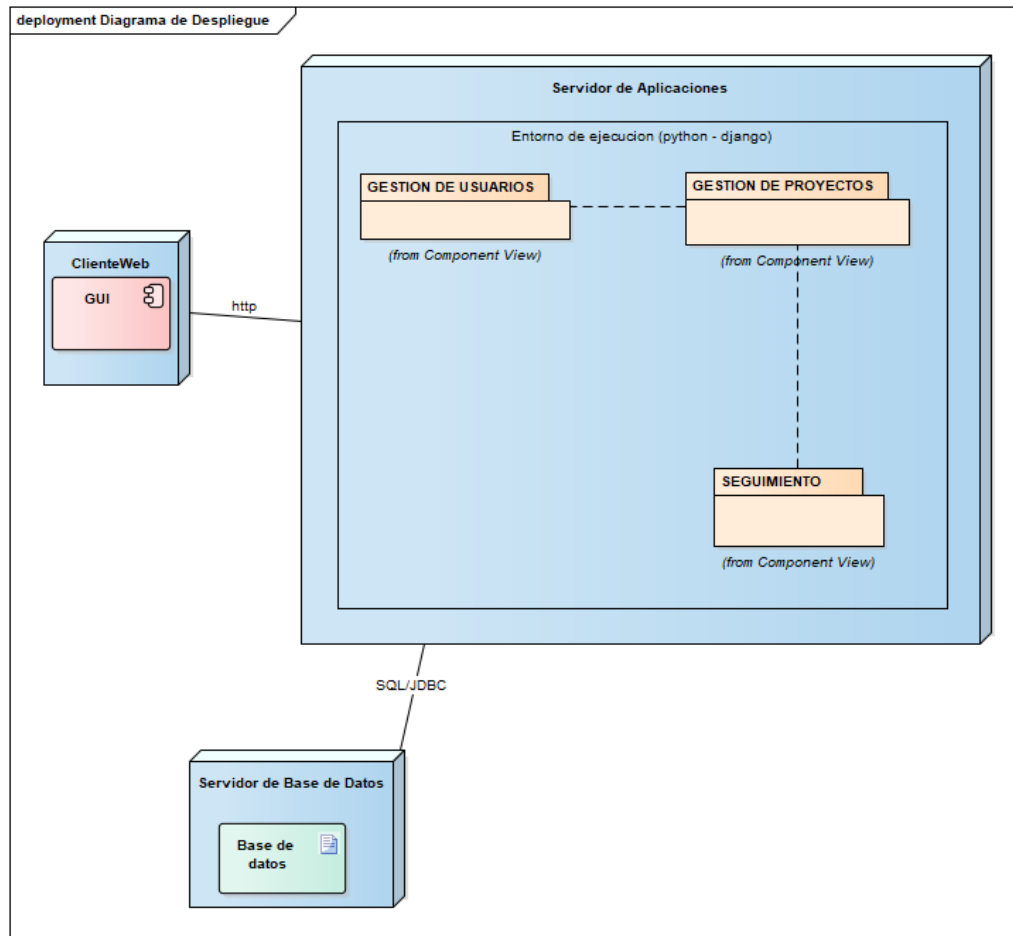 deployment Diagrama de Despliegue
Servidor de Aplicaciones
Entorno de ejecucion (python - django)
GESTION DE USUARIOS
(from Component View)
GESTION DE PROYECTOS
(from Component View)
ClienteWeb
GUI
http
SEGUIMIENTO
(from Component View)
SQL/JDBC
Servidor de Base de Datos
Base de
datos